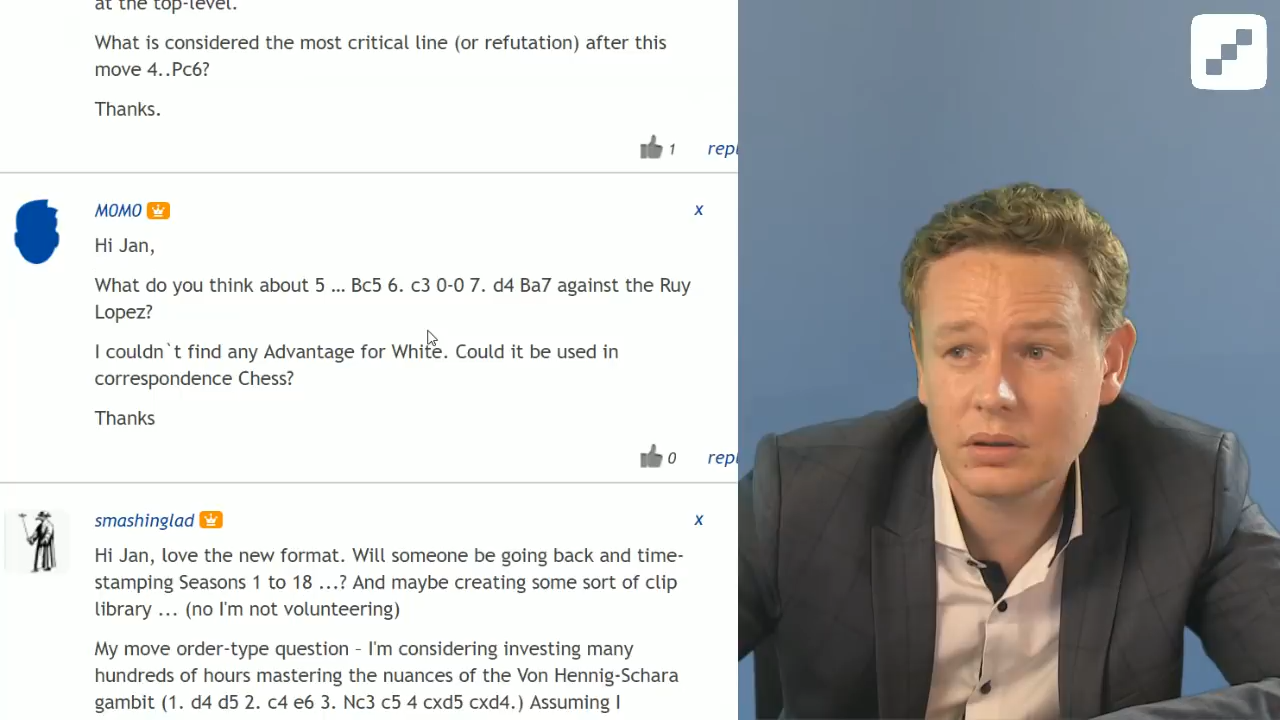 at the top-level.
What is considered the most critical line (or refutation) after this
move 4..Pc6?
Thanks.
1
repl
MOMO
x
Hi Jan,
What do you think about 5 … Bc5 6. c3 0-0 7. d4 Ba7 against the Ruy
Lopez?
I couldn`t find any Advantage for White. Could it be used in
correspondence Chess?
Thanks
0
repl
smashinglad
x
Hi Jan, love the new format. Will someone be going back and time-
stamping Seasons 1 to 18 ...? And maybe creating some sort of clip
library ... (no I'm not volunteering)
My move order-type question – I'm considering investing many
hundreds of hours mastering the nuances of the Von Hennig-Schara
gambit (1. d4 d5 2. c4 e6 3. Nc3 c5 4 cxd5 cxd4.) Assuming I